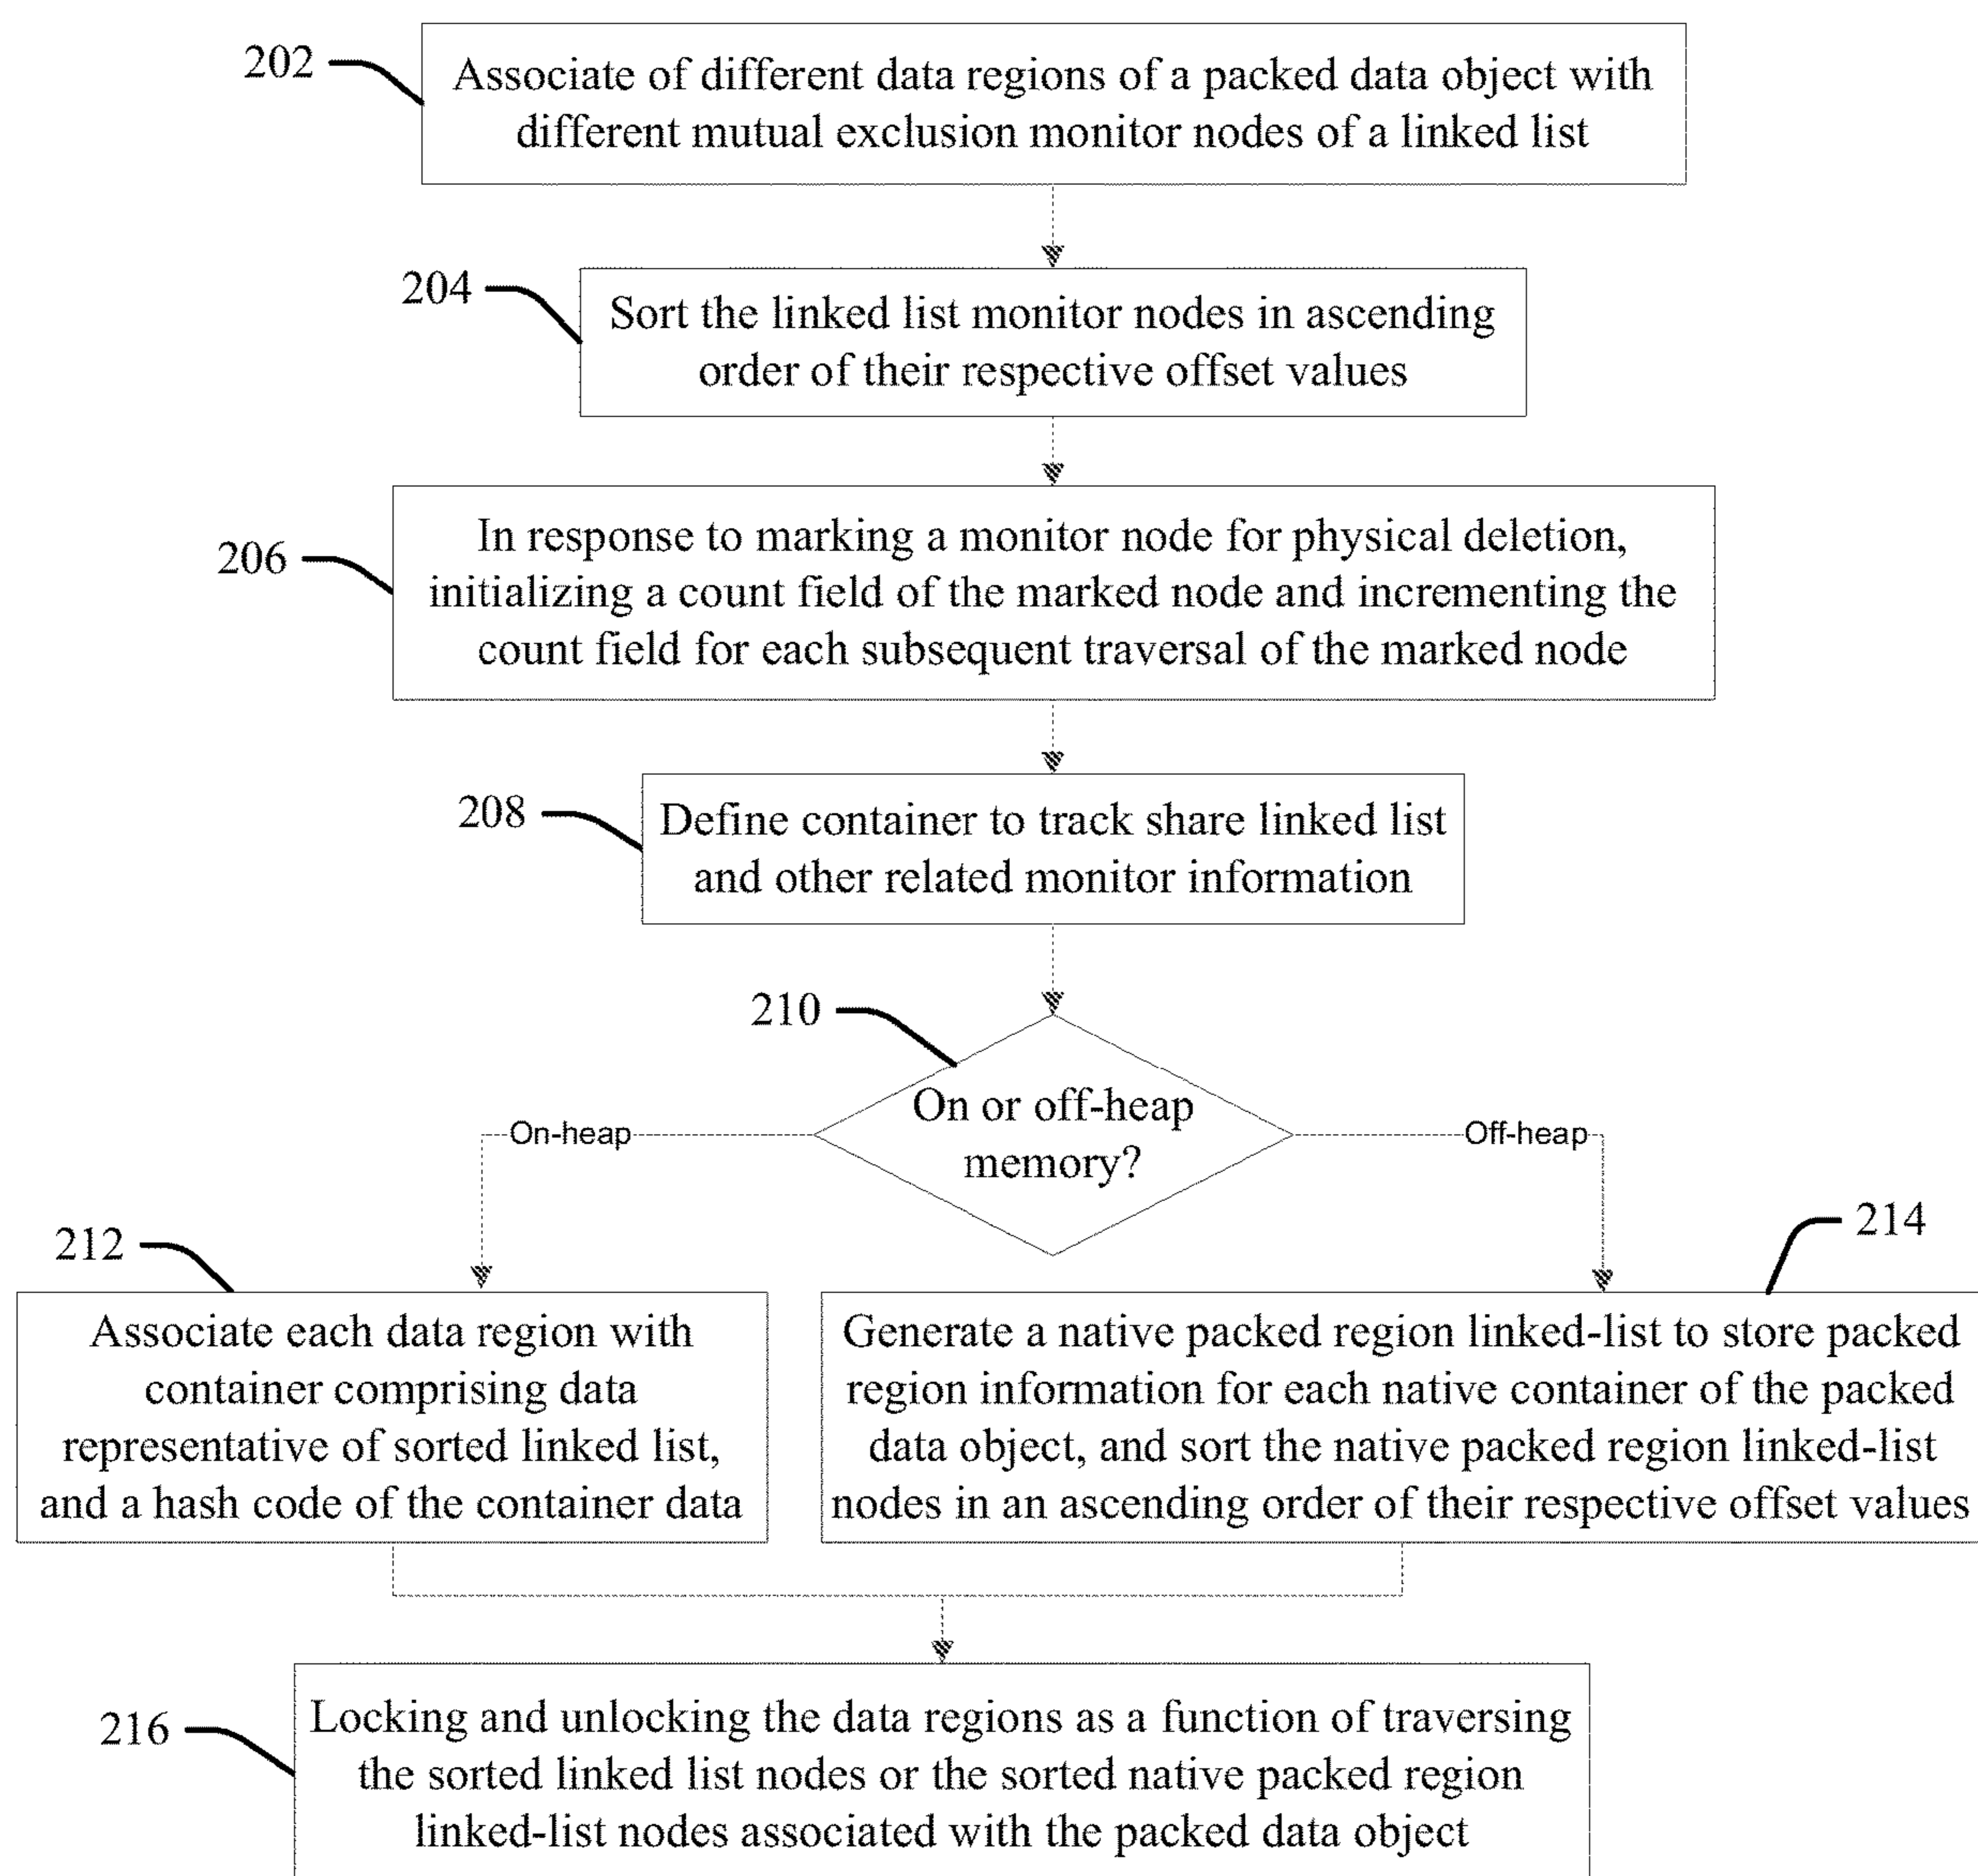 202
Associate of different data regions of a packed data object with
different mutual exclusion monitor nodes of a linked list
204
Sort the linked list monitor nodes in ascending
order of their respective offset values
206
In response to marking a monitor node for physical deletion,
initializing a count field of the marked node and incrementing the
count field for each subsequent traversal of the marked node
208
Define container to track share linked list
and other related monitor information
210
On or off-heap
memory?
On-heap
Off-heap
212
Associate each data region with
container comprising data
representative of sorted linked list,
and a hash code of the container data
214
Generate a native packed region linked-list to store packed
region information for each native container of the packed
data object, and sort the native packed region linked-list
nodes in an ascending order of their respective offset values
216
Locking and unlocking the data regions as a function of traversing
the sorted linked list nodes or the sorted native packed region
linked-list nodes associated with the packed data object